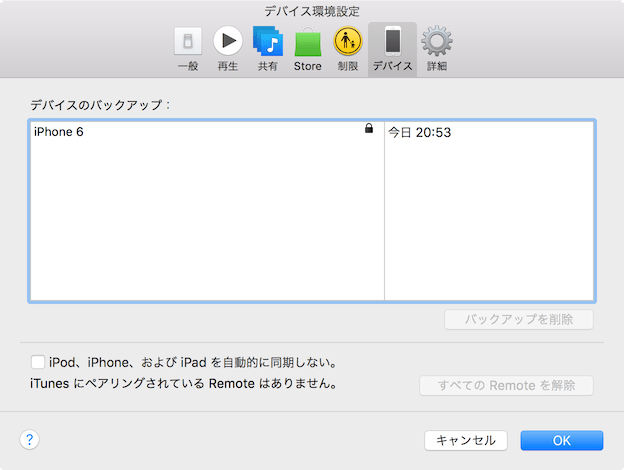 デバイス環境設定
一般 再生 共有 Store 制限 デバイス 詳細
デバイスのバックアップ：
iPhone 6 今日 20:53
バックアップを削除
iPod、iPhone、および iPad を自動的に同期しない。
iTunes にペアリングされている Remote はありません。
すべての Remote を解除
? キャンセル OK